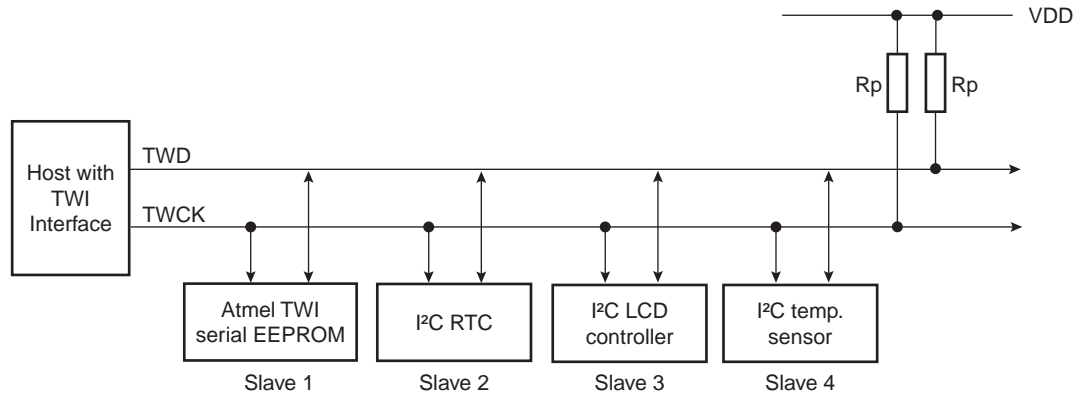 VDD
Rp
Rp
Host with
TWI
Interface
TWD
TWCK
Atmel TWI
serial EEPROM
I²C RTC
I²C LCD
controller
I²C temp.
sensor
Slave 1
Slave 2
Slave 3
Slave 4